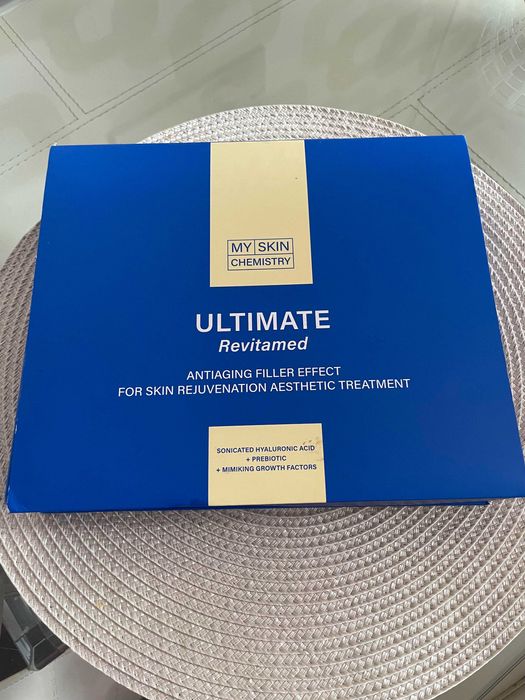 MY SKIN
CHEMISTRY
ULTIMATE
Revitamed
ANTIAGING FILLER EFFECT
FOR SKIN REJUVENATION AESTHETIC TREATMENT
SONICATED HYALURONIC ACID
+ PREBIOTIC
+ MIMIKING GROWTH FACTORS